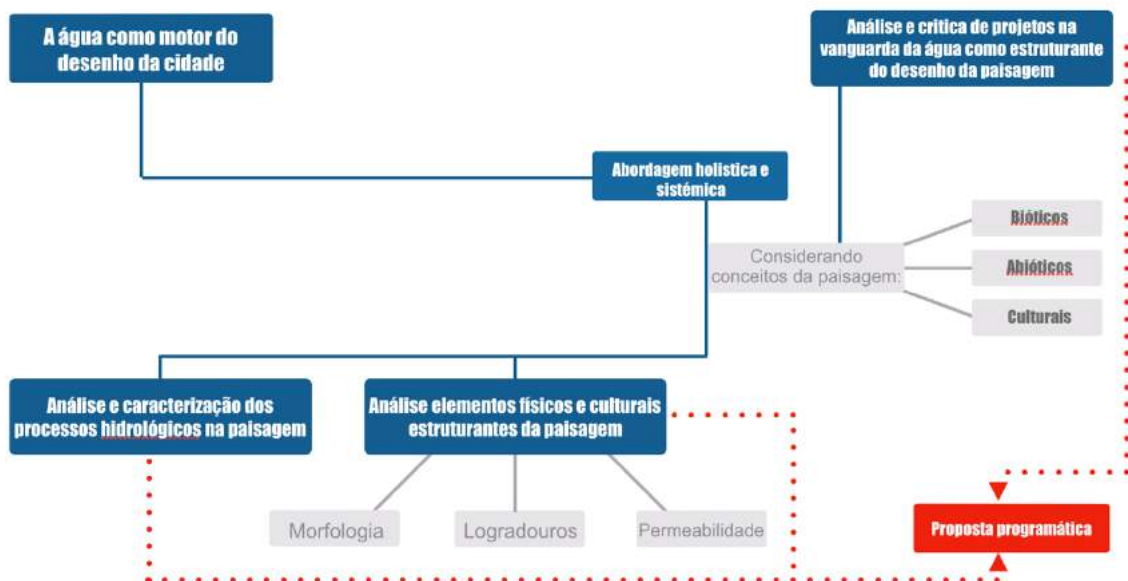 A água como motor do
desenho da cidade
Análise e critica de projetos na
vanguarda da água como estruturante
do desenho da paisagem
Abordagem holistica e
sistémica
Considerando
conceitos da paisagem:
Bióticos
Abióticos
Culturais
Análise e caracterização dos
processos hidrológicos na paisagem
Análise elementos físicos e culturais
estruturantes da paisagem
Morfologia
Logradouros
Permeabilidade
Proposta programática